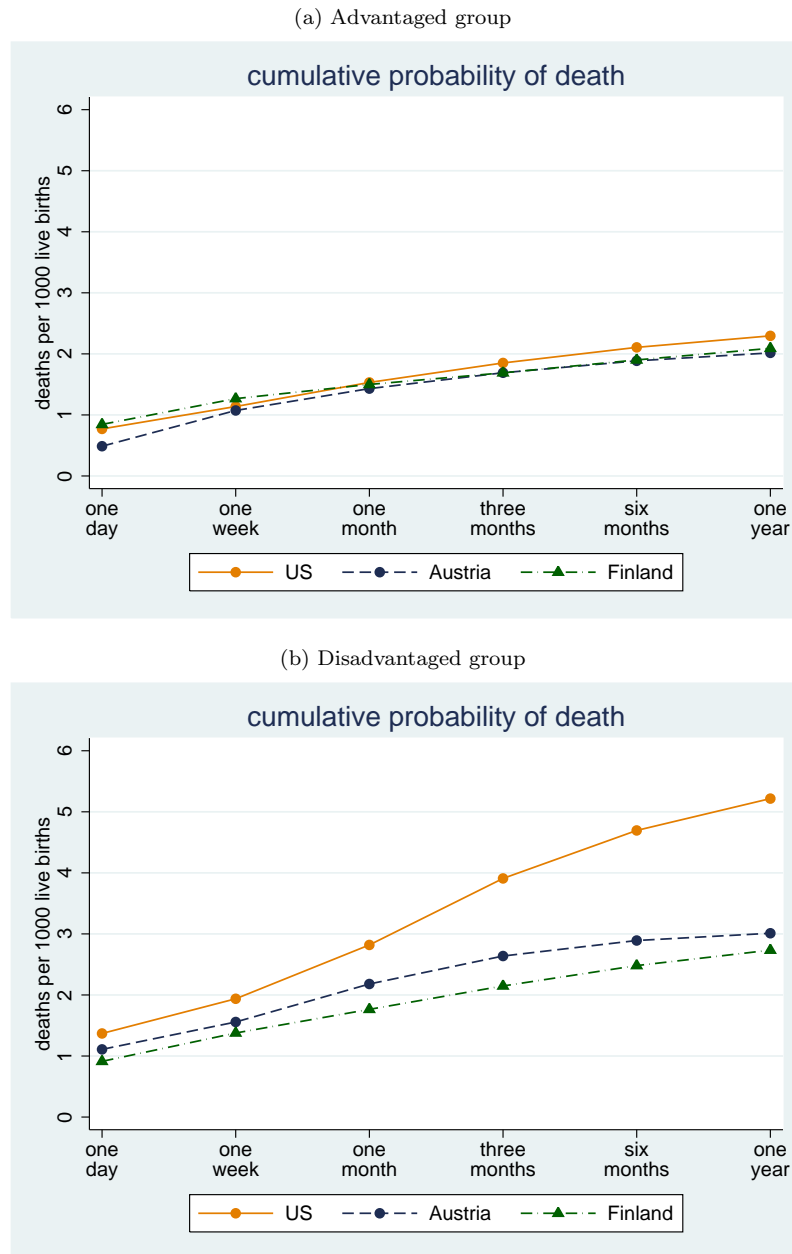 (a) Advantaged group
cumulative probability of death
deaths per 1000 live births
6
5
4
3
2
1
0
one day
one week
one month
three months
six months
one year
US
Austria
Finland
(b) Disadvantaged group
cumulative probability of death
deaths per 1000 live births
6
5
4
3
2
1
0
one day
one week
one month
three months
six months
one year
US
Austria
Finland